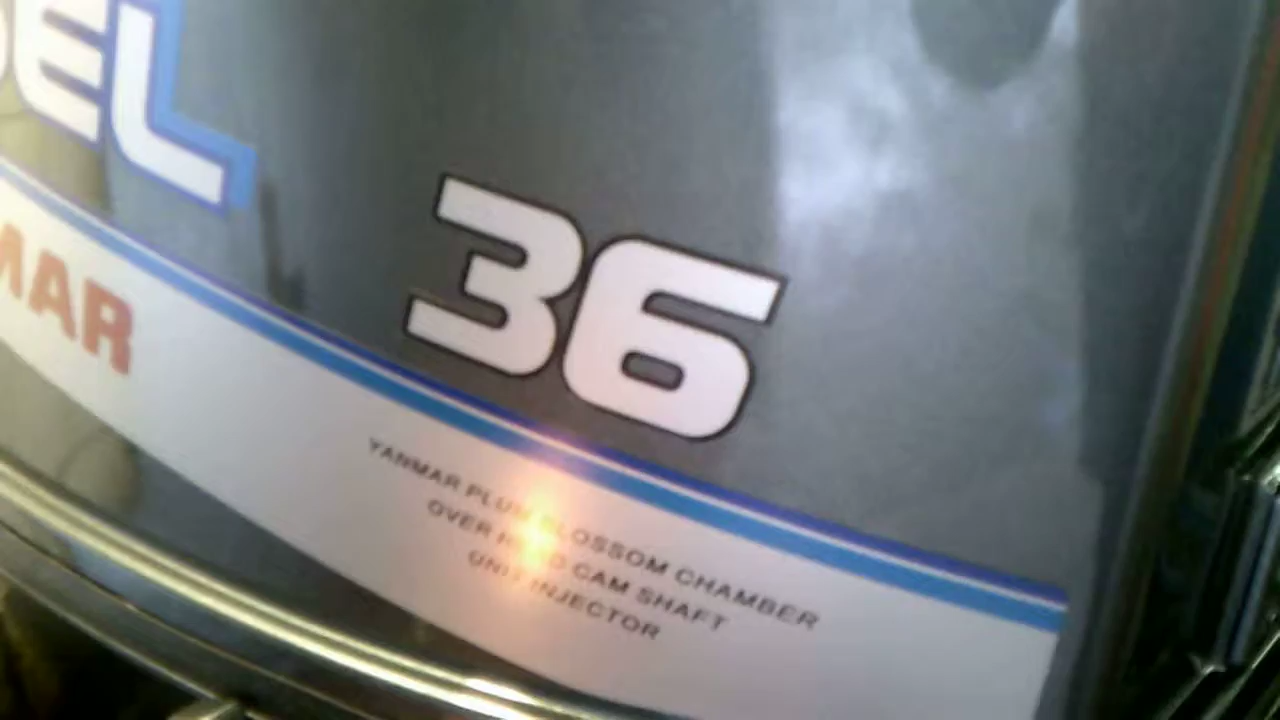 EL
36
MAR
YANMAR PLUM BLOSSOM CHAMBER
OVER HEAD CAM SHAFT
UNIT INJECTOR